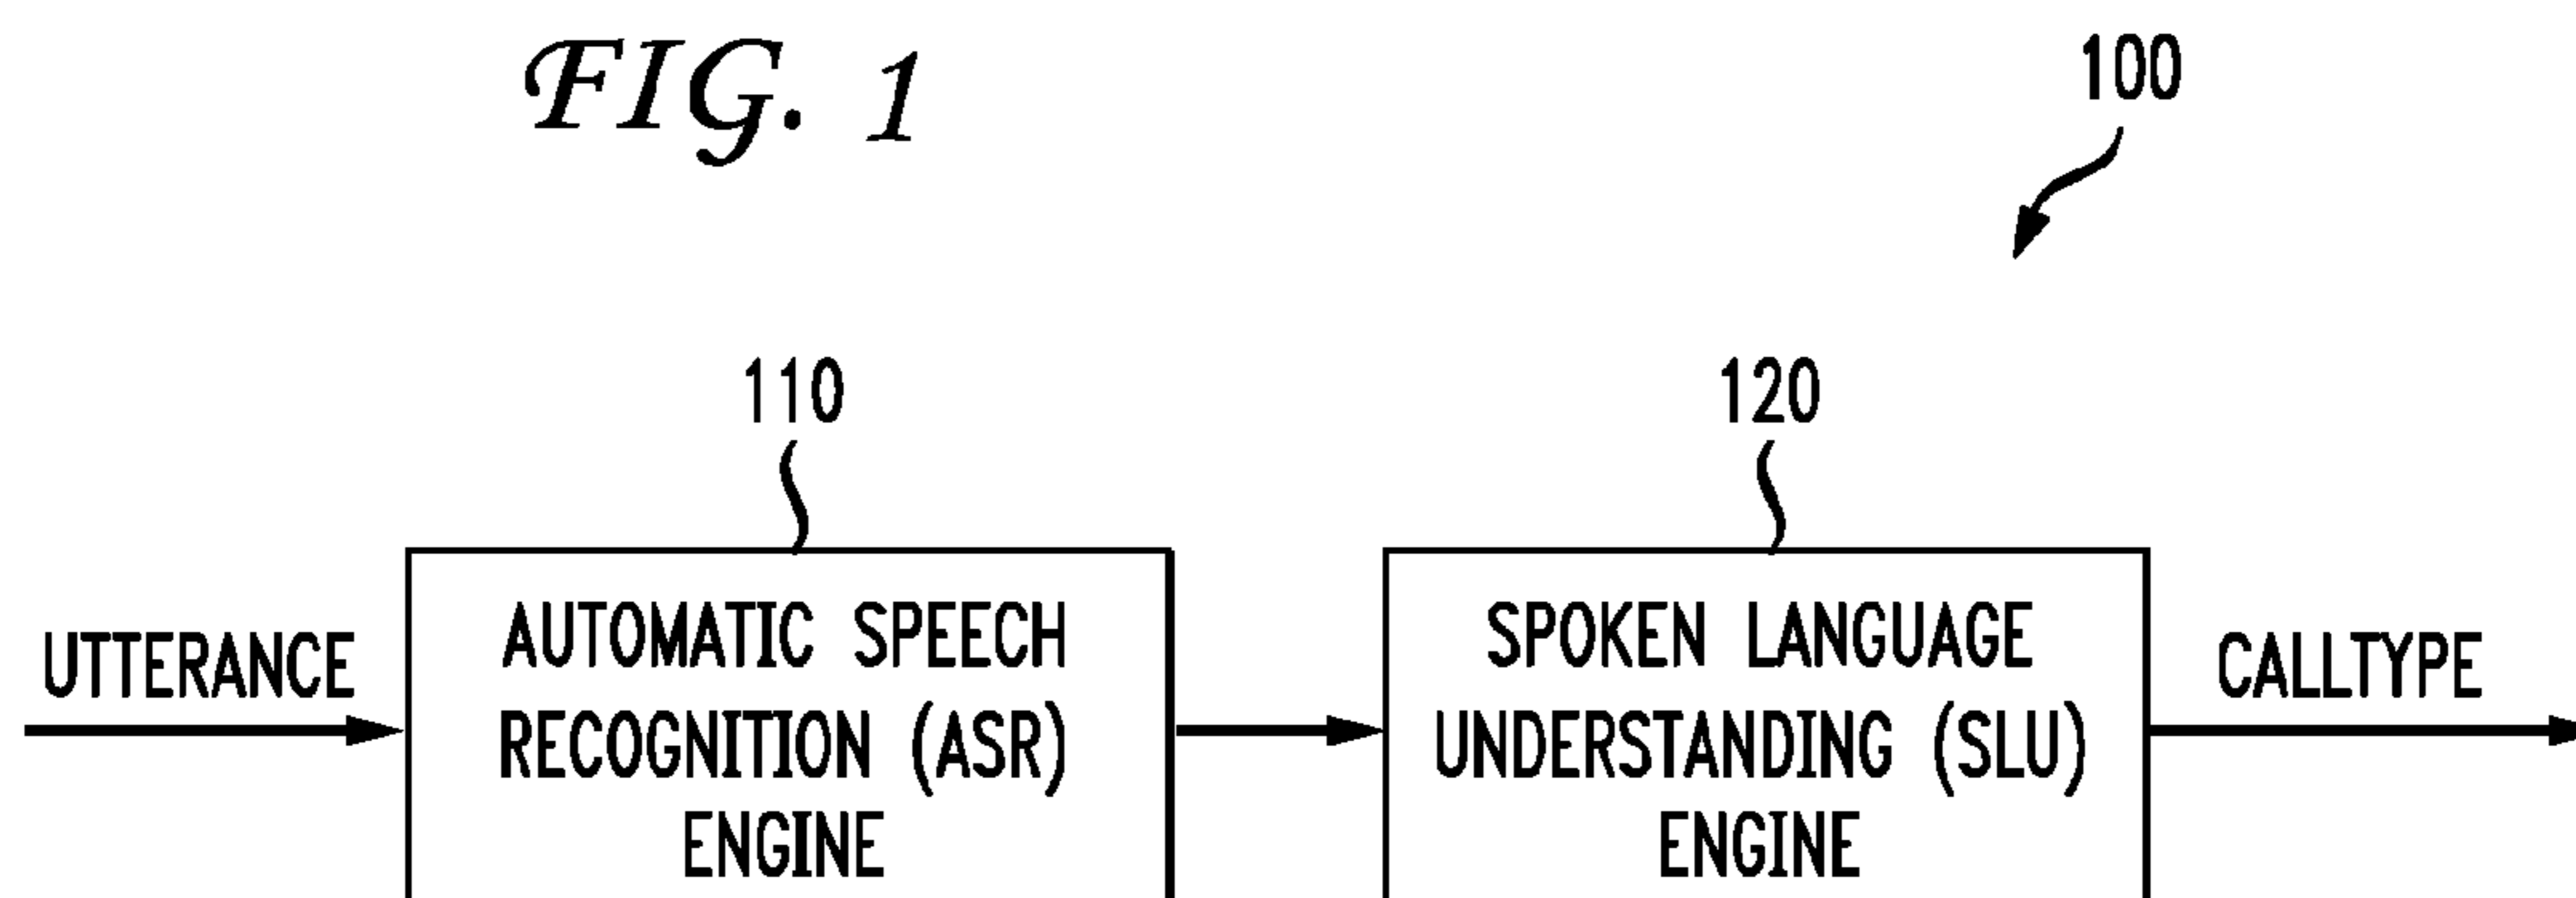 FIG. 1
100
110
120
UTTERANCE
AUTOMATIC SPEECH
RECOGNITION (ASR)
ENGINE
SPOKEN LANGUAGE
UNDERSTANDING (SLU)
ENGINE
CALLTYPE